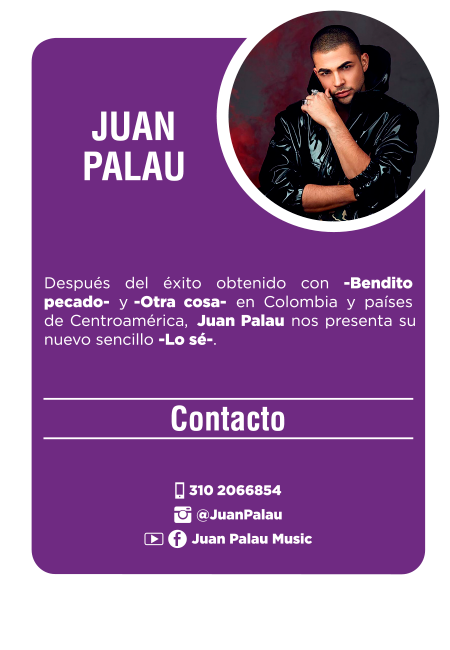 JUAN
PALAU
Después del éxito obtenido con -Bendito
pecado- y -Otra cosa- en Colombia y países
de Centroamérica, Juan Palau nos presenta su
nuevo sencillo -Lo sé-.
Contacto
310 2066854
@JuanPalau
Juan Palau Music